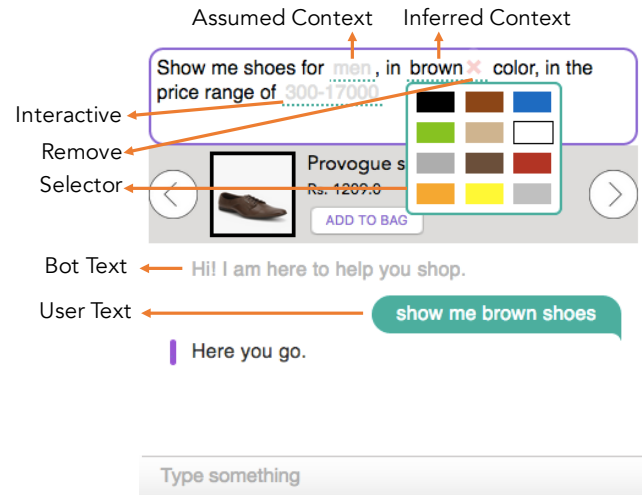 Assumed Context Inferred Context
Show me shoes for men , in brown ✕ color, in the
price range of 300-17000
Interactive
Remove
Selector
Provogue s
Rs. 1209.0
ADD TO BAG
Bot Text
Hi! I am here to help you shop.
User Text
show me brown shoes
Here you go.
Type something